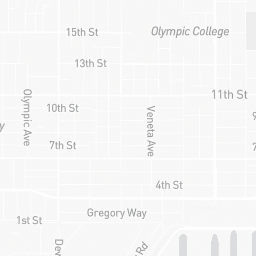 15th St
Olympic College
13th St
11th St
10th St
Olympic Ave
Veneta Ave
7th St
4th St
Gregory Way
1st St
Rd